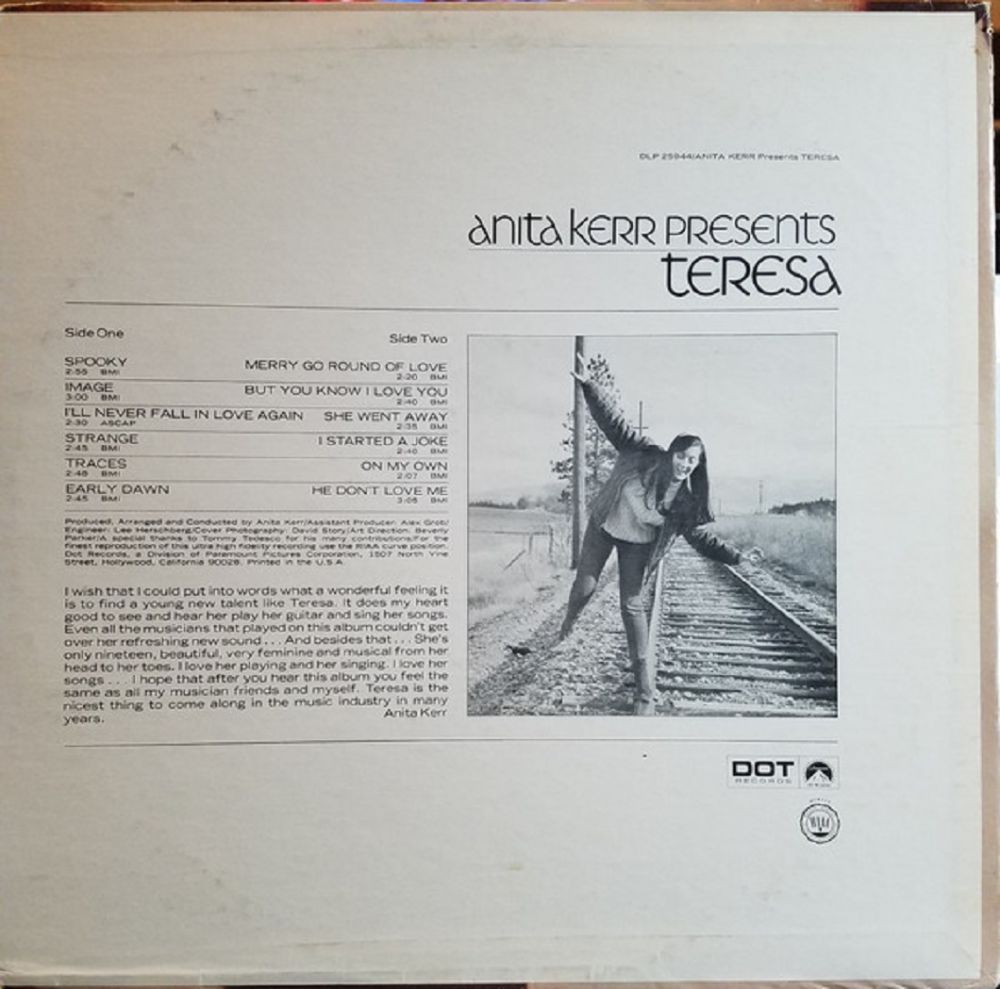 DLP 25944/ANITA KERR Presents TERESA
anita KERR PRESENTS
TERESA
Side One
SPOOKY
2:55 BMI
IMAGE
3:00 BMI
I'LL NEVER FALL IN LOVE AGAIN
2:30 ASCAP
STRANGE
2:45 BMI
TRACES
2:48 BMI
EARLY DAWN
2:45 BMI
Side Two
MERRY GO ROUND OF LOVE
2:20 BMI
BUT YOU KNOW I LOVE YOU
2:40 BMI
SHE WENT AWAY
2:35 BMI
I STARTED A JOKE
2:40 BMI
ON MY OWN
2:07 BMI
HE DON'T LOVE ME
3:05 BMI
Produced, Arranged and Conducted by Anita Kerr/Assistant Producer: Alex Grob/
Engineer: Lee Herschberg/Cover Photography: David Story/Art Direction: Beverly
Parker/A special thanks to Tommy Tedesco for his many contributions/For the
finest reproduction of this ultra high fidelity recording use the RIAA curve position.
Dot Records, a Division of Paramount Pictures Corporation, 1507 North Vine
Street, Hollywood, California 90028. Printed in the U.S.A.
I wish that I could put into words what a wonderful feeling it
is to find a young new talent like Teresa. It does my heart
good to see and hear her play her guitar and sing her songs.
Even all the musicians that played on this album couldn't get
over her refreshing new sound . . . And besides that . . . She's
only nineteen, beautiful, very feminine and musical from her
head to her toes. I love her playing and her singing. I love her
songs . . . I hope that after you hear this album you feel the
same as all my musician friends and myself. Teresa is the
nicest thing to come along in the music industry in many
years.
Anita Kerr
DOT
RECORDS